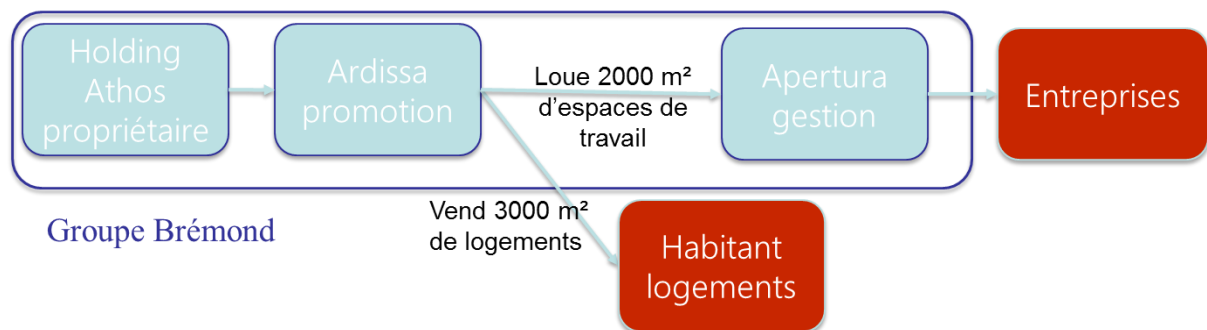 Holding
Athos
propriétaire
Ardissa
promotion
Loue 2000 m²
d'espaces de
travail
Apertura
gestion
Entreprises
Vend 3000 m²
de logements
Groupe Brémond
Habitant
logements